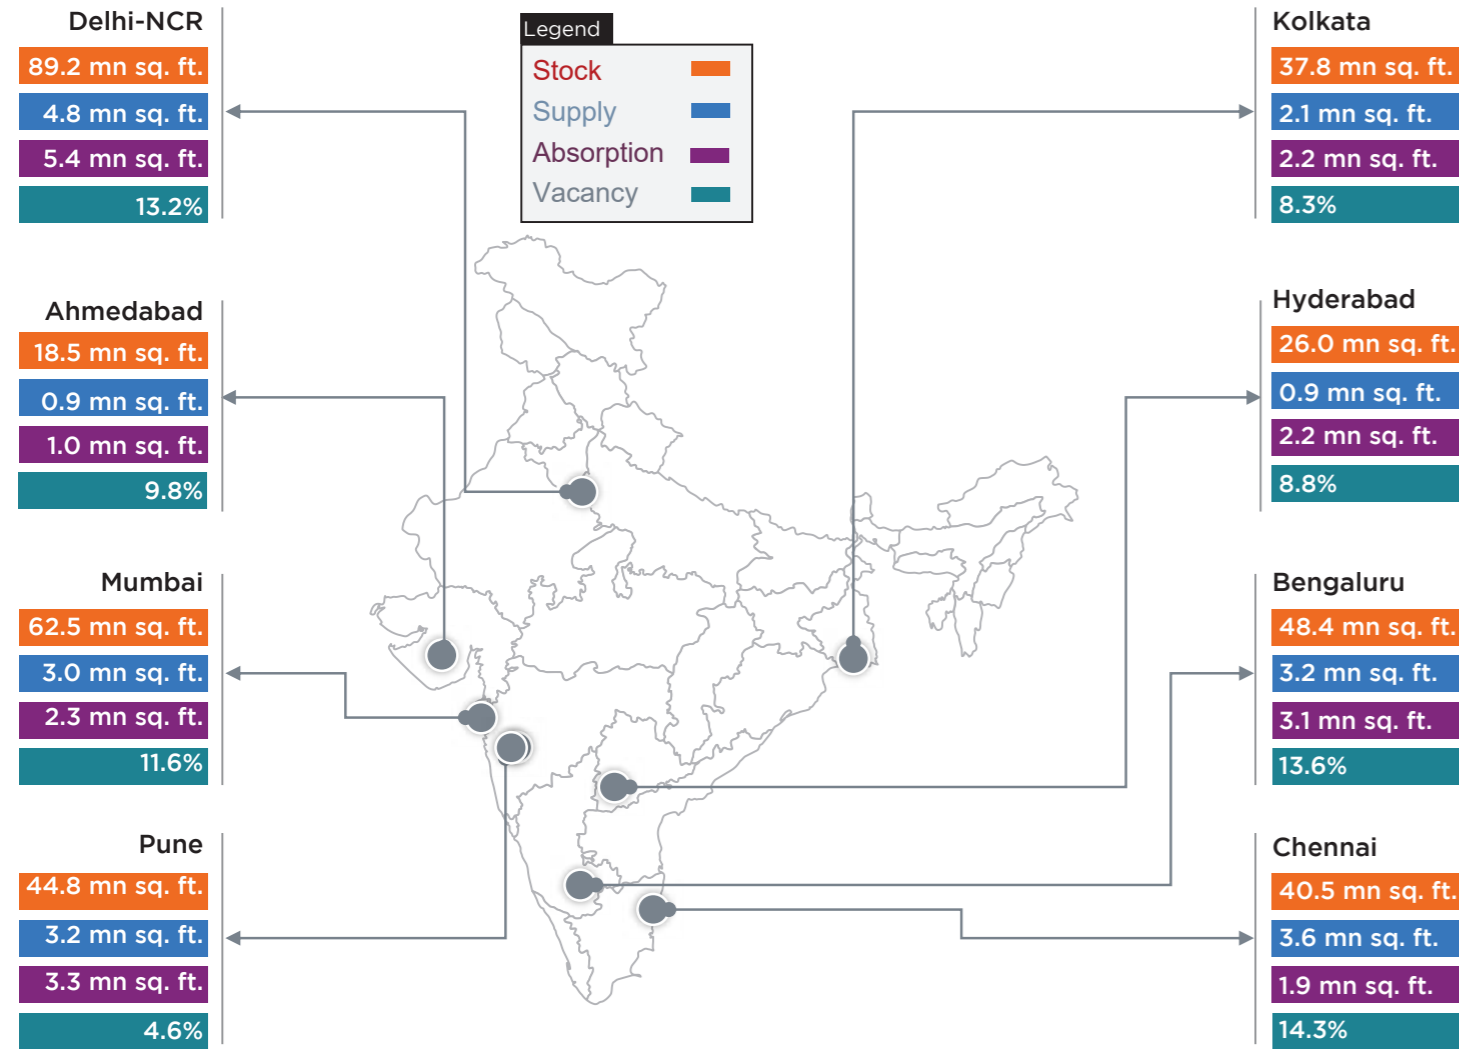 Delhi-NCR
89.2 mn sq. ft.
4.8 mn sq. ft.
5.4 mn sq. ft.
13.2%
Ahmedabad
18.5 mn sq. ft.
0.9 mn sq. ft.
1.0 mn sq. ft.
9.8%
Mumbai
62.5 mn sq. ft.
3.0 mn sq. ft.
2.3 mn sq. ft.
11.6%
Pune
44.8 mn sq. ft.
3.2 mn sq. ft.
3.3 mn sq. ft.
4.6%
Legend
Stock
Supply
Absorption
Vacancy
Kolkata
37.8 mn sq. ft.
2.1 mn sq. ft.
2.2 mn sq. ft.
8.3%
Hyderabad
26.0 mn sq. ft.
0.9 mn sq. ft.
2.2 mn sq. ft.
8.8%
Bengaluru
48.4 mn sq. ft.
3.2 mn sq. ft.
3.1 mn sq. ft.
13.6%
Chennai
40.5 mn sq. ft.
3.6 mn sq. ft.
1.9 mn sq. ft.
14.3%